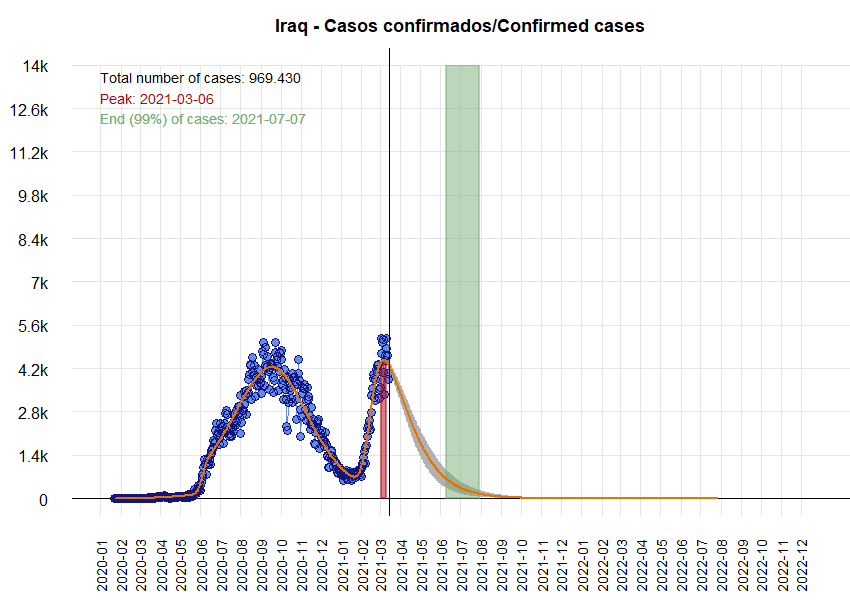 Iraq - Casos confirmados/Confirmed cases
Total number of cases: 969.430
Peak: 2021-03-06
End (99%) of cases: 2021-07-07
14k
12.6k
11.2k
9.8k
8.4k
7k
5.6k
4.2k
2.8k
1.4k
0
2020-01
2020-02
2020-03
2020-04
2020-05
2020-06
2020-07
2020-08
2020-09
2020-10
2020-11
2020-12
2021-01
2021-02
2021-03
2021-04
2021-05
2021-06
2021-07
2021-08
2021-09
2021-10
2021-11
2021-12
2022-01
2022-02
2022-03
2022-04
2022-05
2022-06
2022-07
2022-08
2022-09
2022-10
2022-11
2022-12